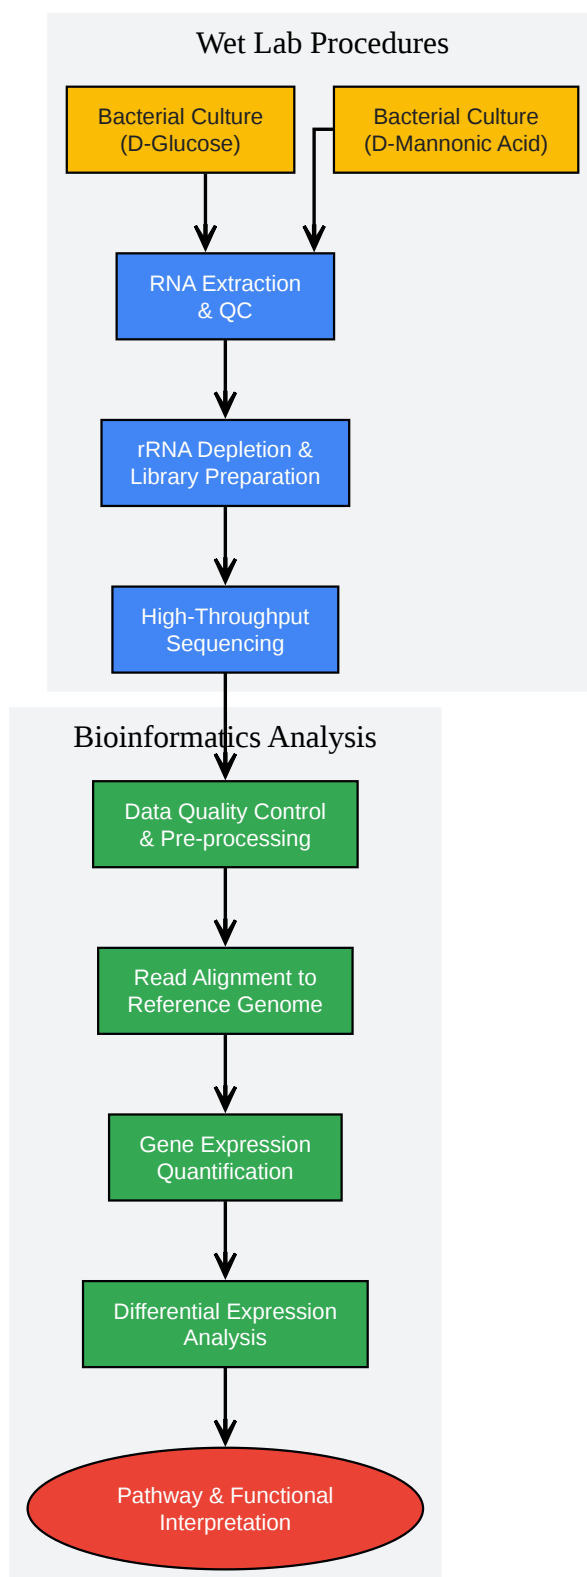 Wet Lab Procedures
Bacterial Culture
(D-Glucose)
Bacterial Culture
(D-Mannonic Acid)
RNA Extraction
& QC
rRNA Depletion &
Library Preparation
High-Throughput
Sequencing
Bioinformatics Analysis
Data Quality Control
& Pre-processing
Read Alignment to
Reference Genome
Gene Expression
Quantification
Differential Expression
Analysis
Pathway & Functional
Interpretation